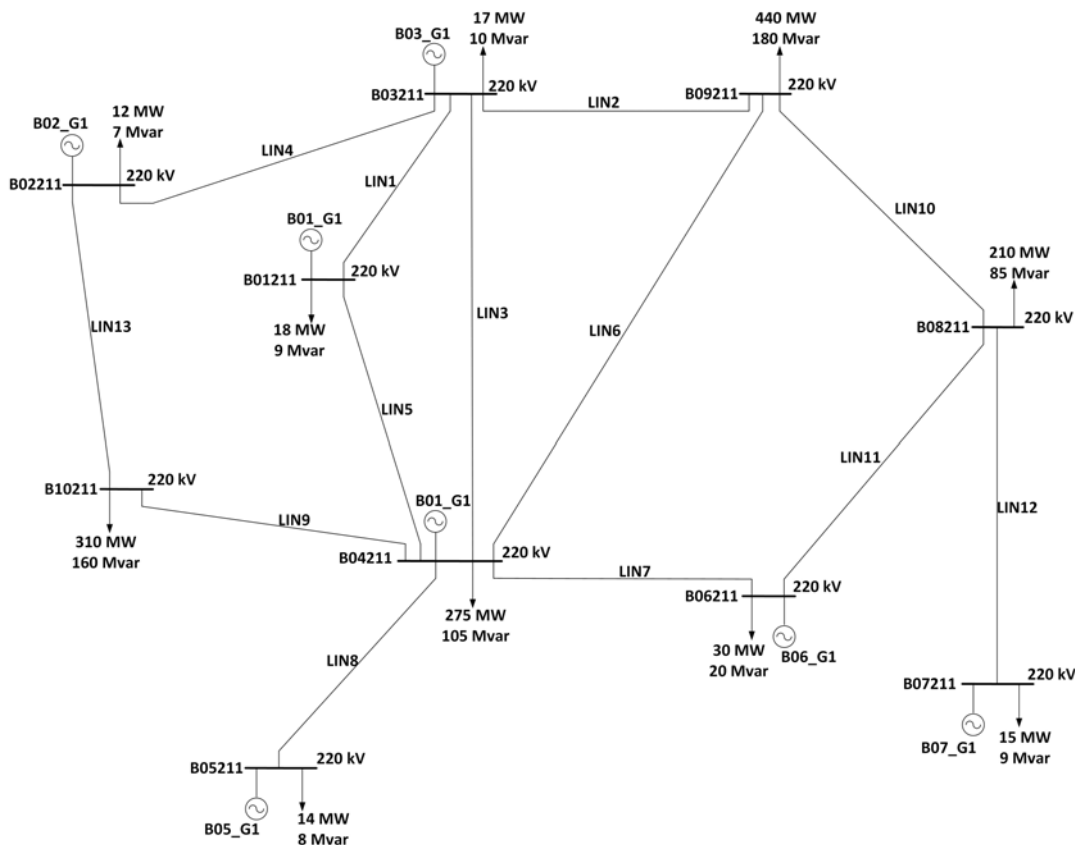 17 MW
10 Mvar
440 MW
180 Mvar
B03_G1
B03211
220 kV
LIN2
B09211
220 kV
12 MW
7 Mvar
B02_G1
B02211
220 kV
LIN4
LIN1
LIN10
B01_G1
B01211
220 kV
18 MW
9 Mvar
210 MW
85 Mvar
B08211
220 kV
LIN13
LIN3
LIN6
LIN5
LIN11
B10211
220 kV
310 MW
160 Mvar
LIN9
B01_G1
B04211
220 kV
275 MW
105 Mvar
LIN12
LIN7
B06211
220 kV
30 MW
20 Mvar
B06_G1
LIN8
B07211
220 kV
B07_G1
15 MW
9 Mvar
B05211
220 kV
B05_G1
14 MW
8 Mvar